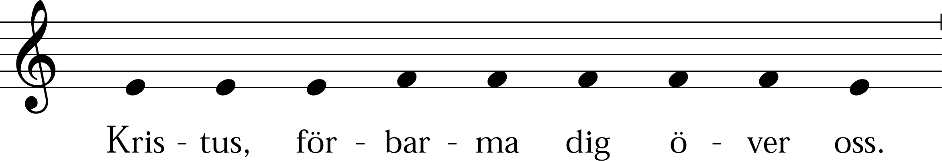 Kris - tus, för - bar - ma dig ö - ver oss.